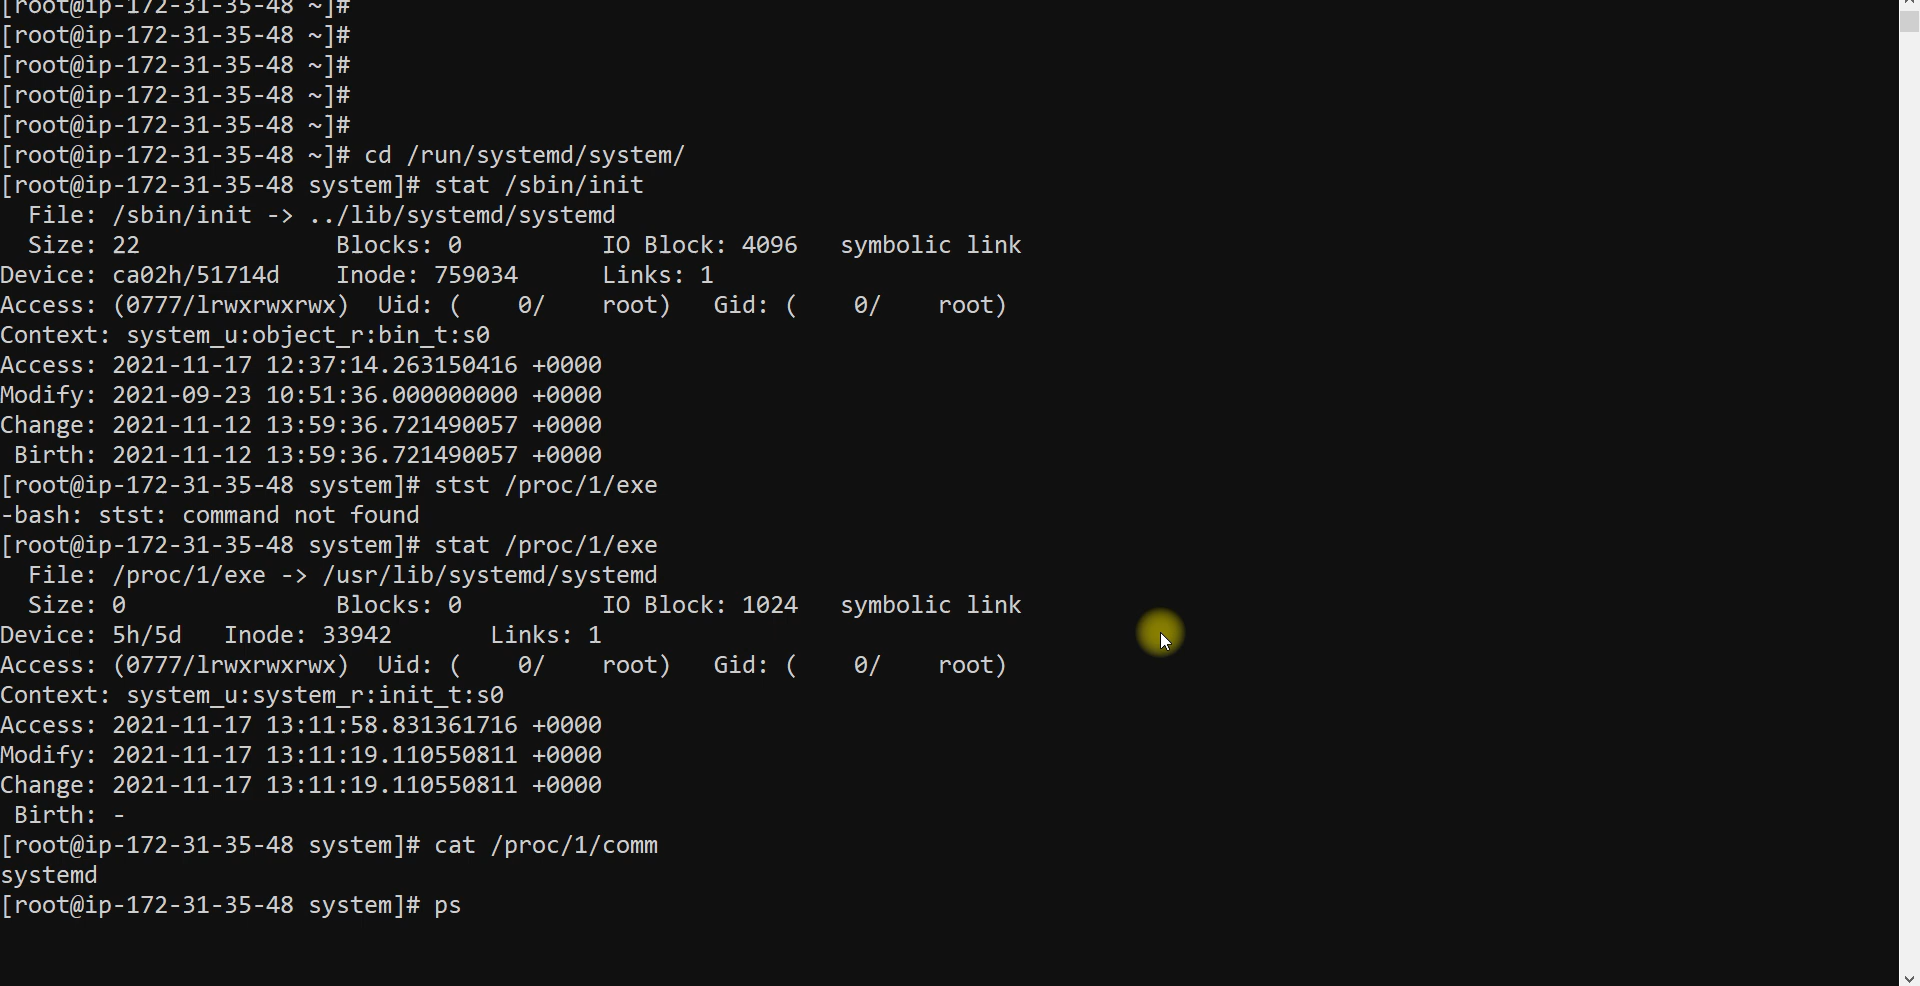 [root@ip-172-31-35-48 ~]#
[root@ip-172-31-35-48 ~]#
[root@ip-172-31-35-48 ~]#
[root@ip-172-31-35-48 ~]#
[root@ip-172-31-35-48 ~]#
[root@ip-172-31-35-48 ~]# cd /run/systemd/system/
[root@ip-172-31-35-48 system]# stat /sbin/init
  File: /sbin/init -> ../lib/systemd/systemd
  Size: 22              Blocks: 0          IO Block: 4096   symbolic link
Device: ca02h/51714d    Inode: 759034      Links: 1
Access: (0777/lrwxrwxrwx)  Uid: (    0/    root)   Gid: (    0/    root)
Context: system_u:object_r:bin_t:s0
Access: 2021-11-17 12:37:14.263150416 +0000
Modify: 2021-09-23 10:51:36.000000000 +0000
Change: 2021-11-12 13:59:36.721490057 +0000
 Birth: 2021-11-12 13:59:36.721490057 +0000
[root@ip-172-31-35-48 system]# stst /proc/1/exe
-bash: stst: command not found
[root@ip-172-31-35-48 system]# stat /proc/1/exe
  File: /proc/1/exe -> /usr/lib/systemd/systemd
  Size: 0               Blocks: 0          IO Block: 1024   symbolic link
Device: 5h/5d   Inode: 33942       Links: 1
Access: (0777/lrwxrwxrwx)  Uid: (    0/    root)   Gid: (    0/    root)
Context: system_u:system_r:init_t:s0
Access: 2021-11-17 13:11:58.831361716 +0000
Modify: 2021-11-17 13:11:19.110550811 +0000
Change: 2021-11-17 13:11:19.110550811 +0000
 Birth: -
[root@ip-172-31-35-48 system]# cat /proc/1/comm
systemd
[root@ip-172-31-35-48 system]# ps